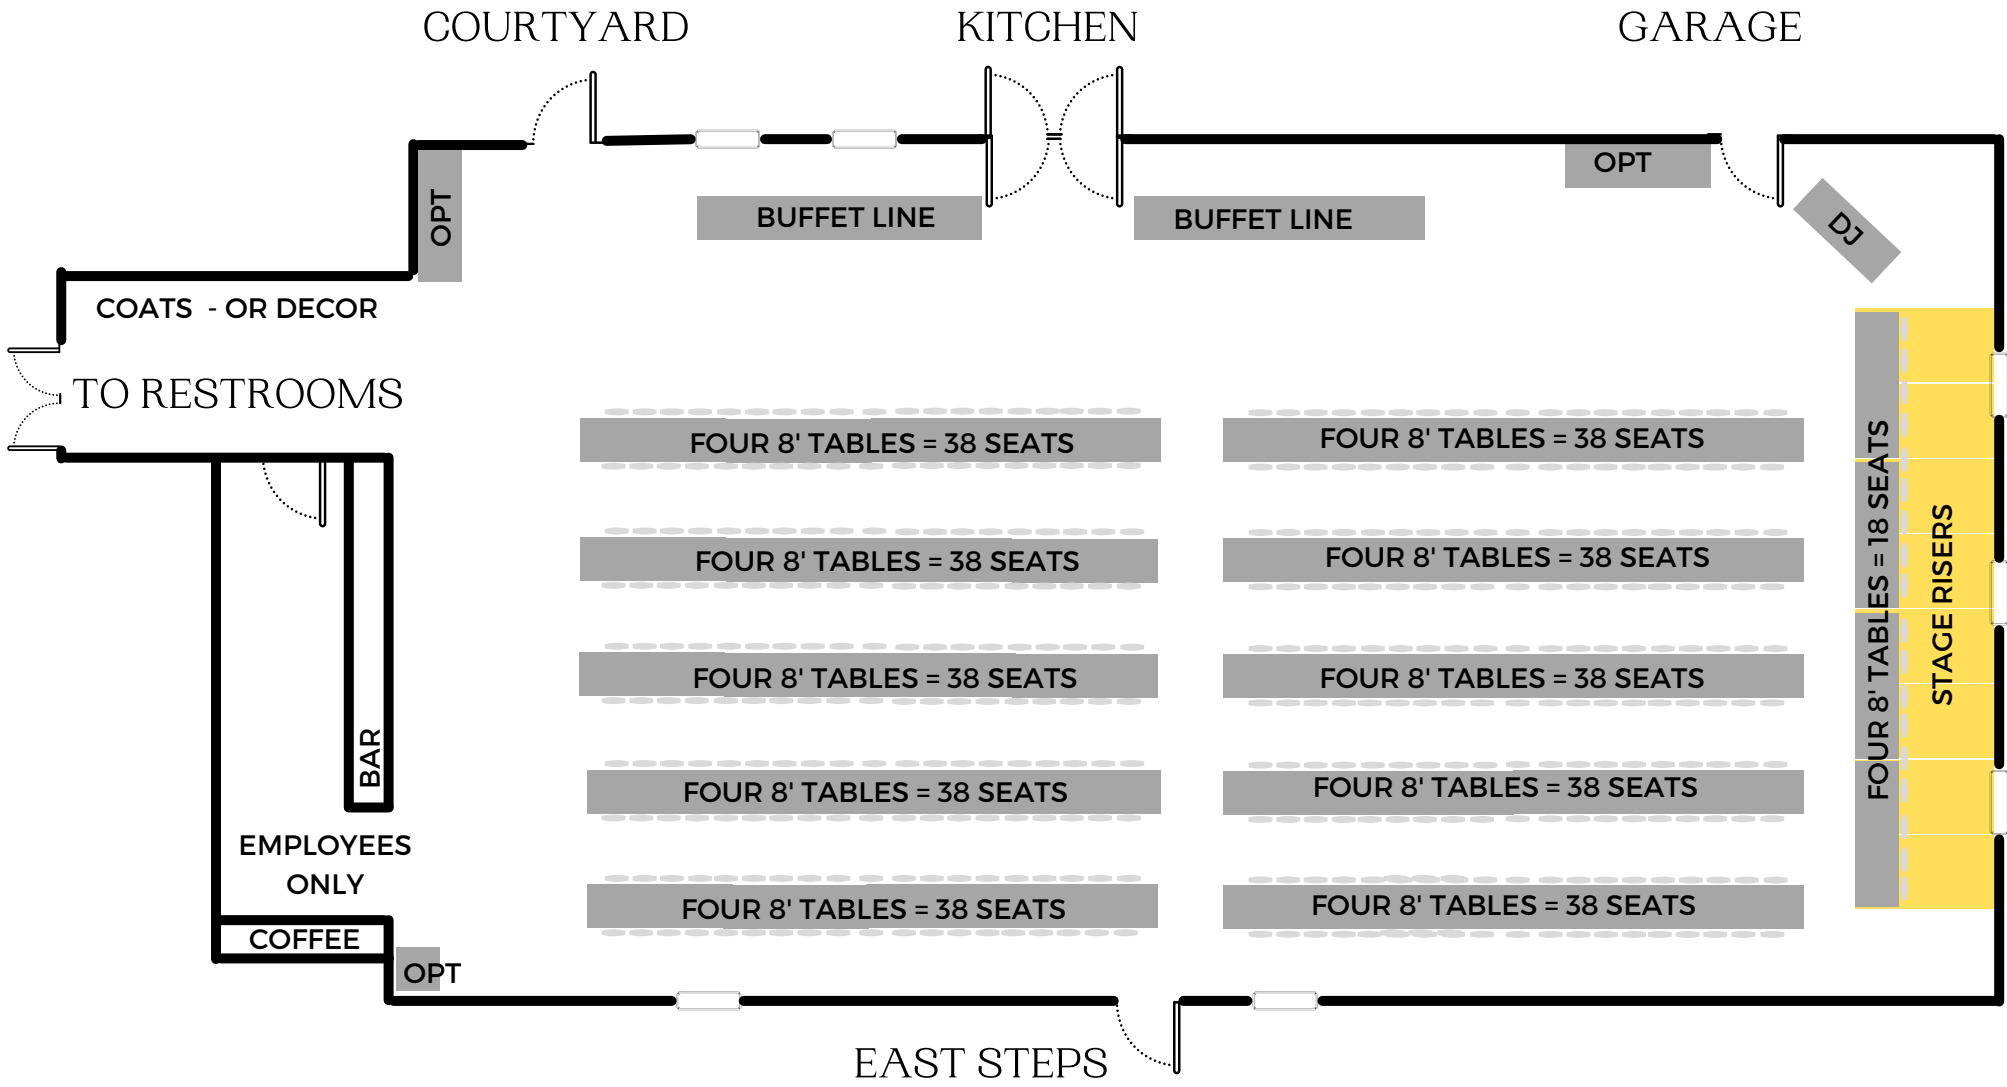 COURTYARD
KITCHEN
GARAGE
OPT
OPT
BUFFET LINE
BUFFET LINE
DJ
COATS - OR DECOR
TO RESTROOMS
FOUR 8' TABLES = 38 SEATS
FOUR 8' TABLES = 38 SEATS
FOUR 8' TABLES = 38 SEATS
FOUR 8' TABLES = 38 SEATS
FOUR 8' TABLES = 38 SEATS
FOUR 8' TABLES = 38 SEATS
FOUR 8' TABLES = 38 SEATS
FOUR 8' TABLES = 38 SEATS
FOUR 8' TABLES = 38 SEATS
FOUR 8' TABLES = 38 SEATS
FOUR 8' TABLES = 18 SEATS
STAGE RISERS
BAR
EMPLOYEES
ONLY
COFFEE
OPT
EAST STEPS